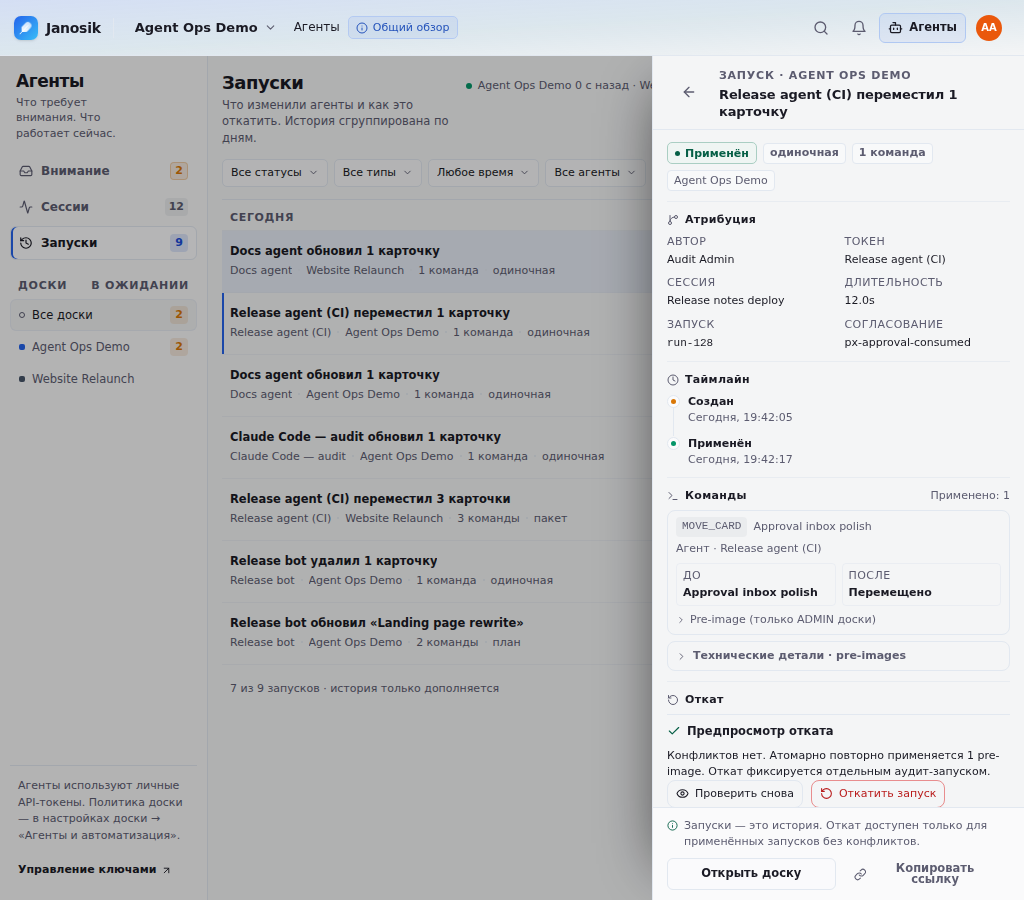 Janosik
Agent Ops Demo
Агенты
Общий обзор
Агенты
AA
Агенты
Что требует
внимания. Что
работает сейчас.
Внимание 2
Сессии 12
Запуски 9
ДОСКИ В ОЖИДАНИИ
Все доски 2
Agent Ops Demo 2
Website Relaunch
Агенты используют личные
API-токены. Политика доски
— в настройках доски →
«Агенты и автоматизация».
Управление ключами
Запуски
Что изменили агенты и как это
откатить. История сгруппирована по
дням.
Agent Ops Demo 0 с назад ·
Все статусы
Все типы
Любое время
Все агенты
СЕГОДНЯ
Docs agent обновил 1 карточку
Docs agent · Website Relaunch · 1 команда · одиночная
Release agent (CI) переместил 1 карточку
Release agent (CI) · Agent Ops Demo · 1 команда · одиночная
Docs agent обновил 1 карточку
Docs agent · Agent Ops Demo · 1 команда · одиночная
Claude Code — audit обновил 1 карточку
Claude Code — audit · Agent Ops Demo · 1 команда · одиночная
Release agent (CI) переместил 3 карточки
Release agent (CI) · Website Relaunch · 3 команды · пакет
Release bot удалил 1 карточку
Release bot · Agent Ops Demo · 1 команда · одиночная
Release bot обновил «Landing page rewrite»
Release bot · Agent Ops Demo · 2 команды · план
7 из 9 запусков · история только дополняется
ЗАПУСК · AGENT OPS DEMO
Release agent (CI) переместил 1
карточку
Применён
одиночная
1 команда
Agent Ops Demo
Атрибуция
АВТОР ТОКЕН
Audit Admin Release agent (CI)
СЕССИЯ ДЛИТЕЛЬНОСТЬ
Release notes deploy 12.0s
ЗАПУСК СОГЛАСОВАНИЕ
run-128 px-approval-consumed
Таймлайн
Создан
Сегодня, 19:42:05
Применён
Сегодня, 19:42:17
Команды Применено: 1
MOVE_CARD Approval inbox polish
Агент · Release agent (CI)
ДО ПОСЛЕ
Approval inbox polish Перемещено
Pre-image (только ADMIN доски)
Технические детали · pre-images
Откат
Предпросмотр отката
Конфликтов нет. Атомарно повторно применяется 1 pre-
image. Откат фиксируется отдельным аудит-запуском.
Проверить снова
Откатить запуск
Запуски — это история. Откат доступен только для
применённых запусков без конфликтов.
Открыть доску
Копировать
ссылку